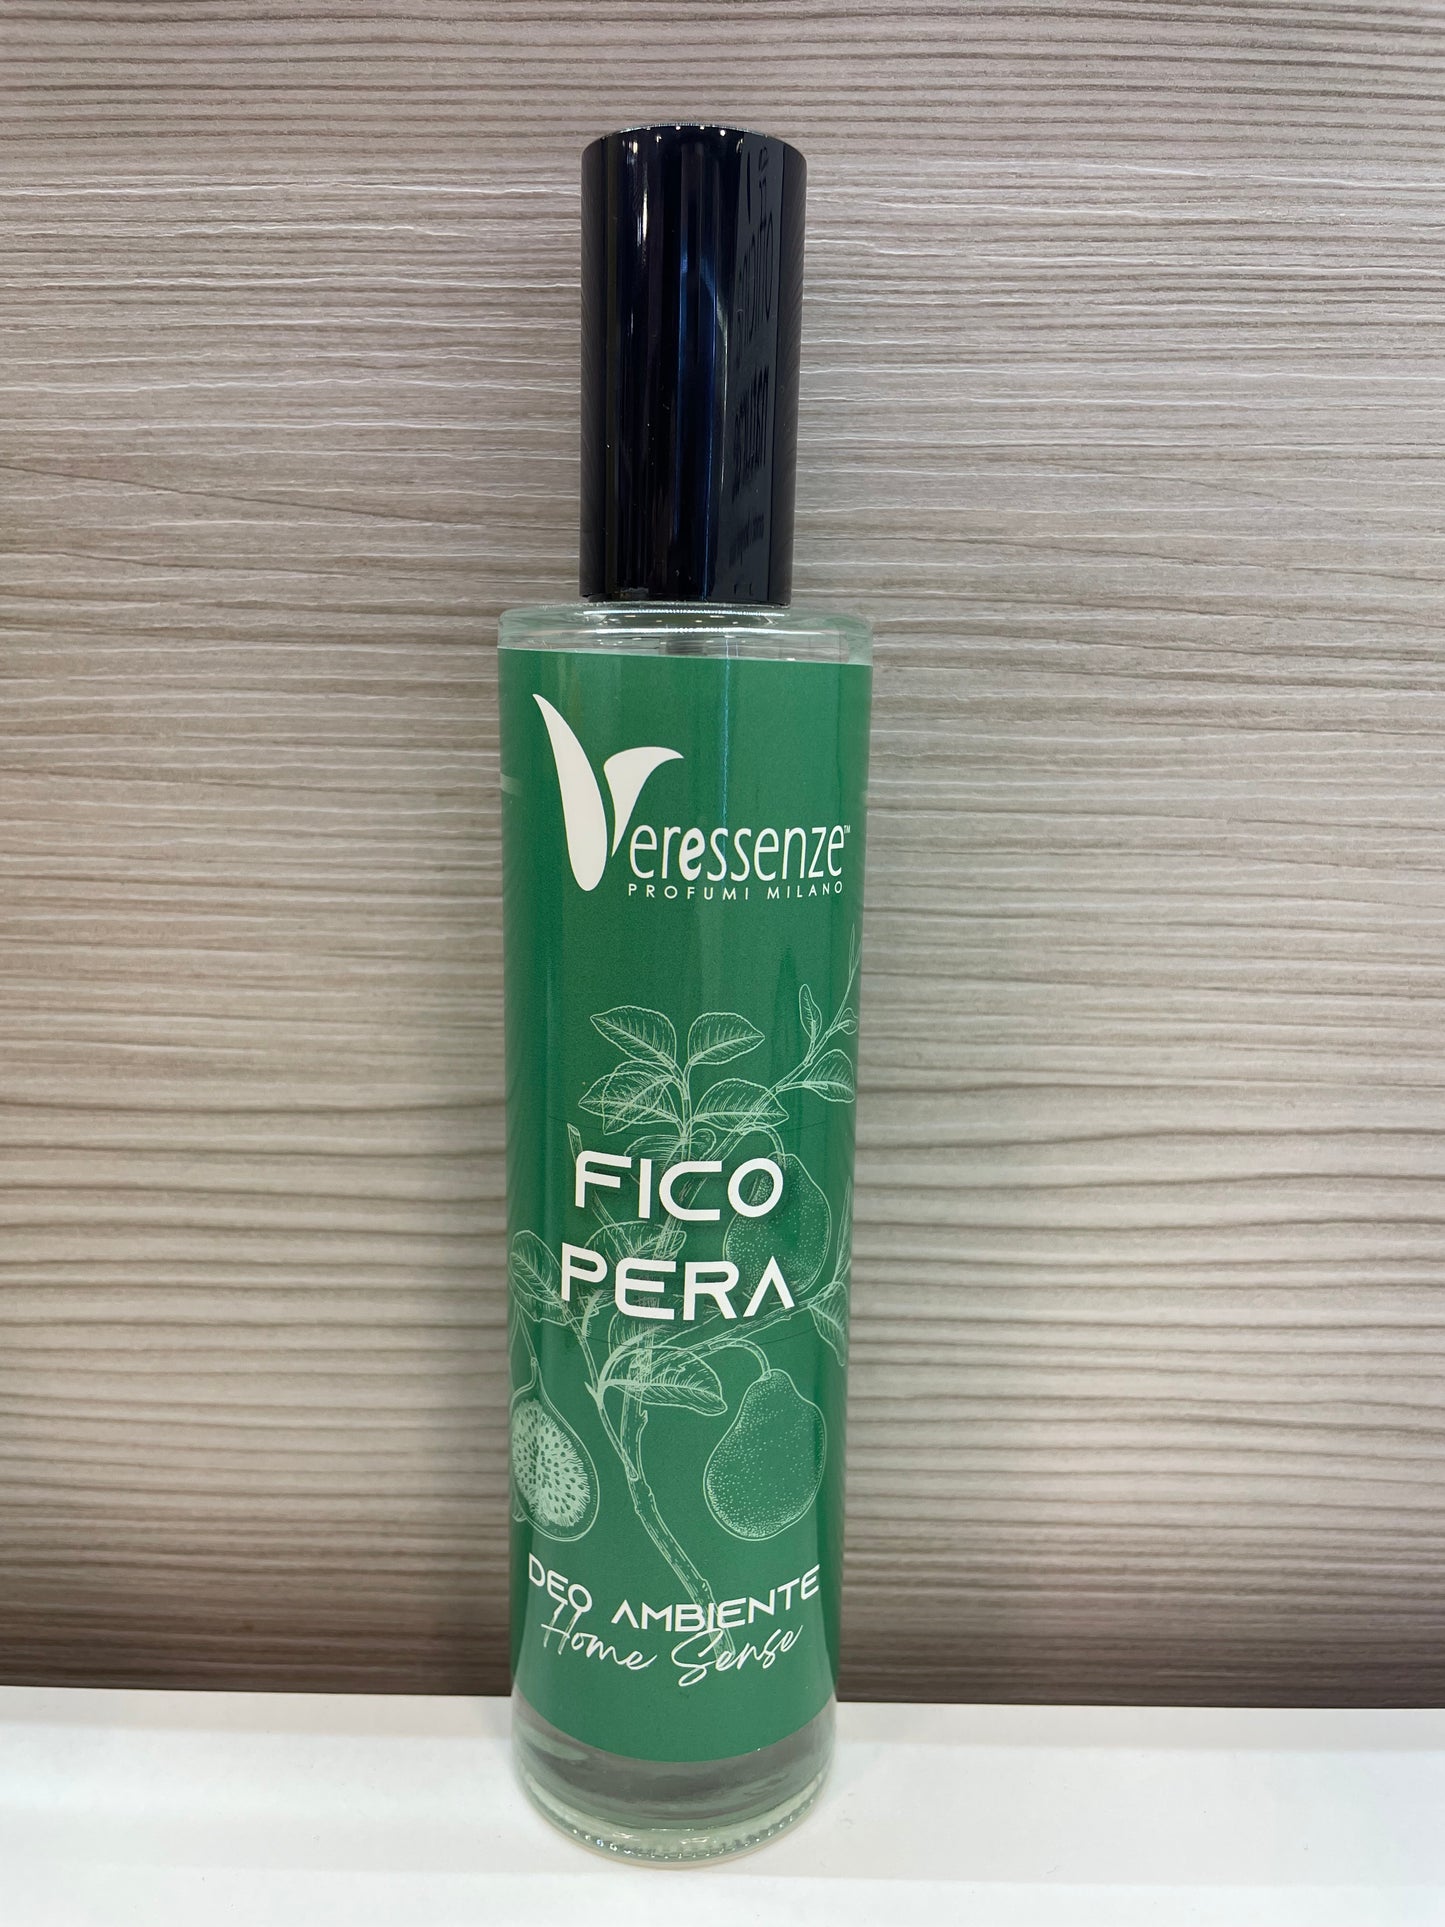 Veressenze™
PROFUMI MILANO
FICO
PERA
DEO AMBIENTE
Home Sense